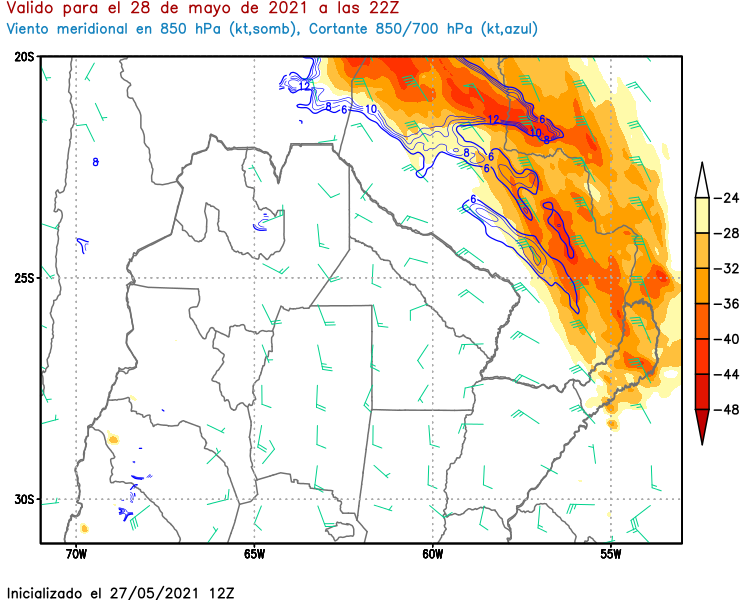 Valido para el 28 de mayo de 2021 a las 22Z
Viento meridional en 850 hPa (kt,somb), Cortante 850/700 hPa (kt,azul)
20S
25S
30S
70W
65W
60W
55W
12
8
6
10
12
6
10
8
8
6
6
6
8
-24
-28
-32
-36
-40
-44
-48
Inicializado el 27/05/2021 12Z